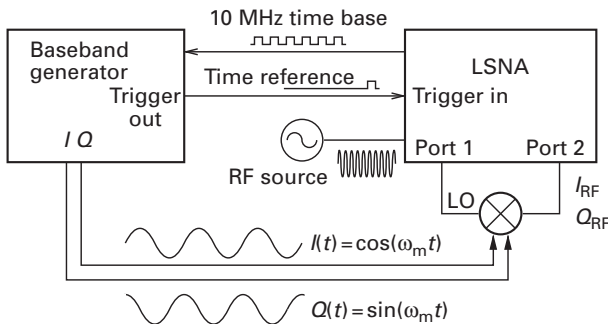 10 MHz time base
Baseband
generator
LSNA
Time reference
Trigger
out
Trigger in
I Q
Port 1
Port 2
RF source
LO
I_RF
Q_RF
I(t) = cos(ω_m t)
Q(t) = sin(ω_m t)